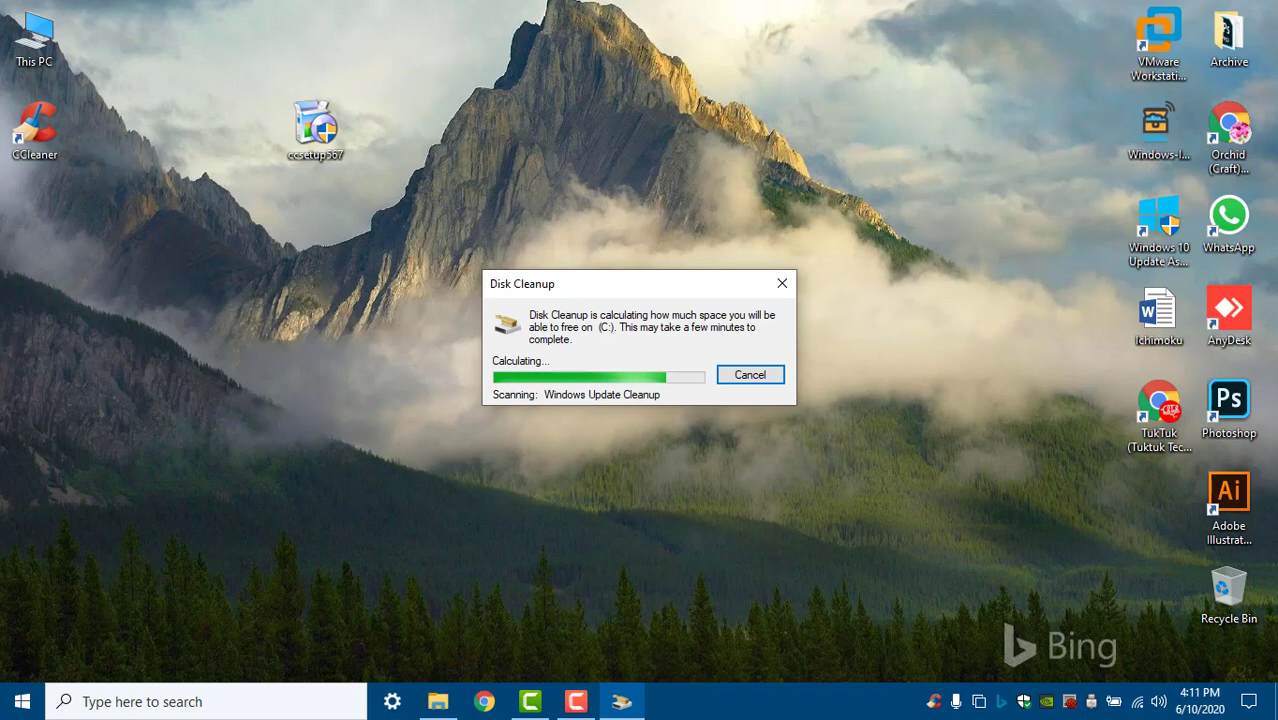 This PC
CCleaner
ccsetup567
VMware
Workstati...
Archive
Windows-I...
Orchid
(Craft)...
Windows 10
Update As...
WhatsApp
Ichimoku
AnyDesk
TukTuk
(Tuktuk Tec...
Ps
Photoshop
Ai
Adobe
Illustrat...
Recycle Bin
Disk Cleanup
Disk Cleanup is calculating how much space you will be
able to free on (C:). This may take a few minutes to
complete.
Calculating...
Cancel
Scanning: Windows Update Cleanup
Bing
Type here to search
4:11 PM
6/10/2020